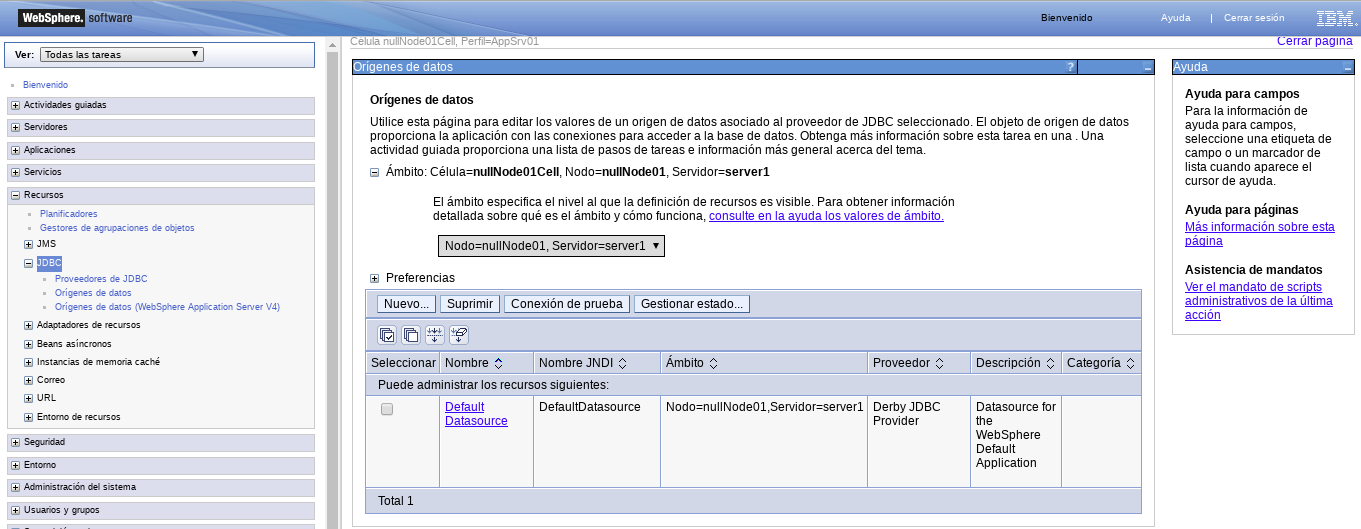 WebSphere. software
Bienvenido
Ayuda | Cerrar sesión
IBM.
Ver: Todas las tareas
Bienvenido
Actividades guiadas
Servidores
Aplicaciones
Servicios
Recursos
Planificadores
Gestores de agrupaciones de objetos
JMS
JDBC
Proveedores de JDBC
Orígenes de datos
Orígenes de datos (WebSphere Application Server V4)
Adaptadores de recursos
Beans asíncronos
Instancias de memoria caché
Correo
URL
Entorno de recursos
Seguridad
Entorno
Administración del sistema
Usuarios y grupos
Célula nullNode01Cell, Perfil=AppSrv01
Cerrar página
Orígenes de datos ?
Orígenes de datos
Utilice esta página para editar los valores de un origen de datos asociado al proveedor de JDBC seleccionado. El objeto de origen de datos
proporciona la aplicación con las conexiones para acceder a la base de datos. Obtenga más información sobre esta tarea en una . Una
actividad guiada proporciona una lista de pasos de tareas e información más general acerca del tema.
Ámbito: Célula=nullNode01Cell, Nodo=nullNode01, Servidor=server1
El ámbito especifica el nivel al que la definición de recursos es visible. Para obtener información
detallada sobre qué es el ámbito y cómo funciona, consulte en la ayuda los valores de ámbito.
Nodo=nullNode01, Servidor=server1
Preferencias
Nuevo... Suprimir Conexión de prueba Gestionar estado...
Seleccionar Nombre Nombre JNDI Ámbito Proveedor Descripción Categoría
Puede administrar los recursos siguientes:
Default
Datasource
DefaultDatasource
Nodo=nullNode01,Servidor=server1
Derby JDBC
Provider
Datasource for
the
WebSphere
Default
Application
Total 1
Ayuda
Ayuda para campos
Para la información de
ayuda para campos,
seleccione una etiqueta de
campo o un marcador de
lista cuando aparece el
cursor de ayuda.
Ayuda para páginas
Más información sobre esta
página
Asistencia de mandatos
Ver el mandato de scripts
administrativos de la última
acción